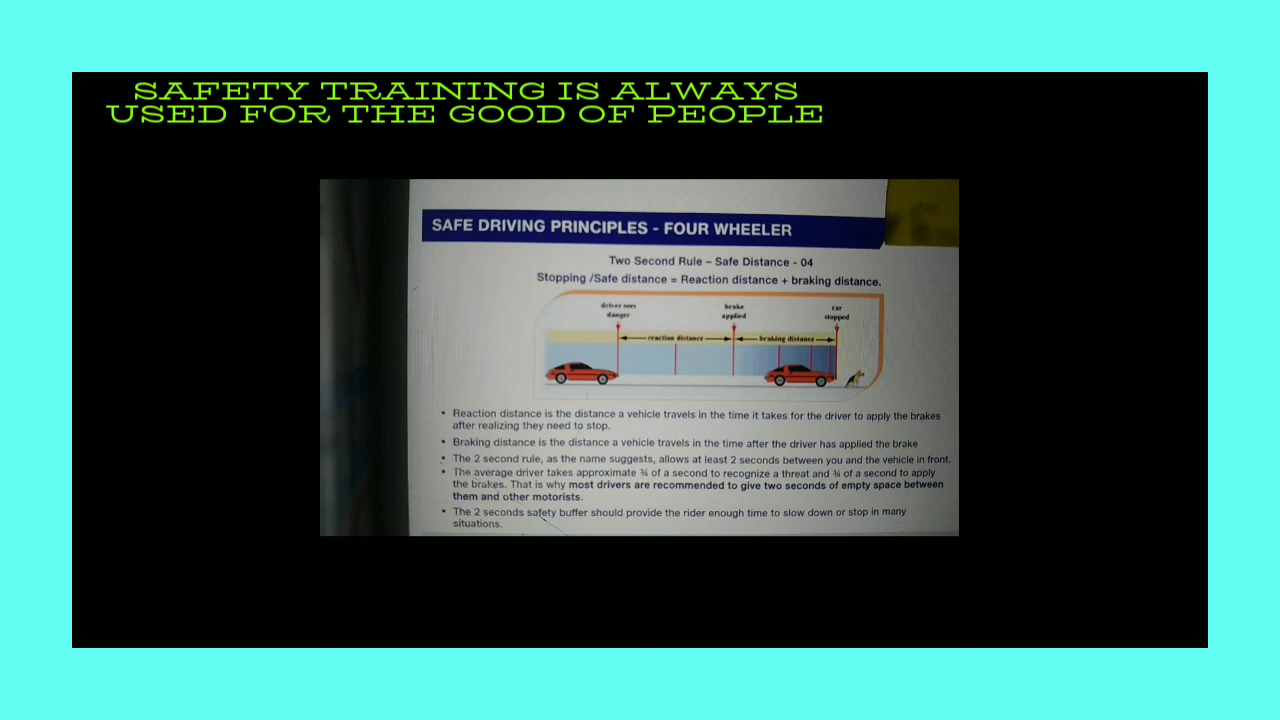 SAFETY TRAINING IS ALWAYS
USED FOR THE GOOD OF PEOPLE
SAFE DRIVING PRINCIPLES - FOUR WHEELER
Two Second Rule – Safe Distance - 04
Stopping /Safe distance = Reaction distance + braking distance.
driver sees danger
brake applied
car stopped
reaction distance
braking distance
• Reaction distance is the distance a vehicle travels in the time it takes for the driver to apply the brakes
after realizing they need to stop.
• Braking distance is the distance a vehicle travels in the time after the driver has applied the brake
• The 2 second rule, as the name suggests, allows at least 2 seconds between you and the vehicle in front.
• The average driver takes approximate ¾ of a second to recognize a threat and ¾ of a second to apply
the brakes. That is why most drivers are recommended to give two seconds of empty space between
them and other motorists.
• The 2 seconds safety buffer should provide the rider enough time to slow down or stop in many
situations.